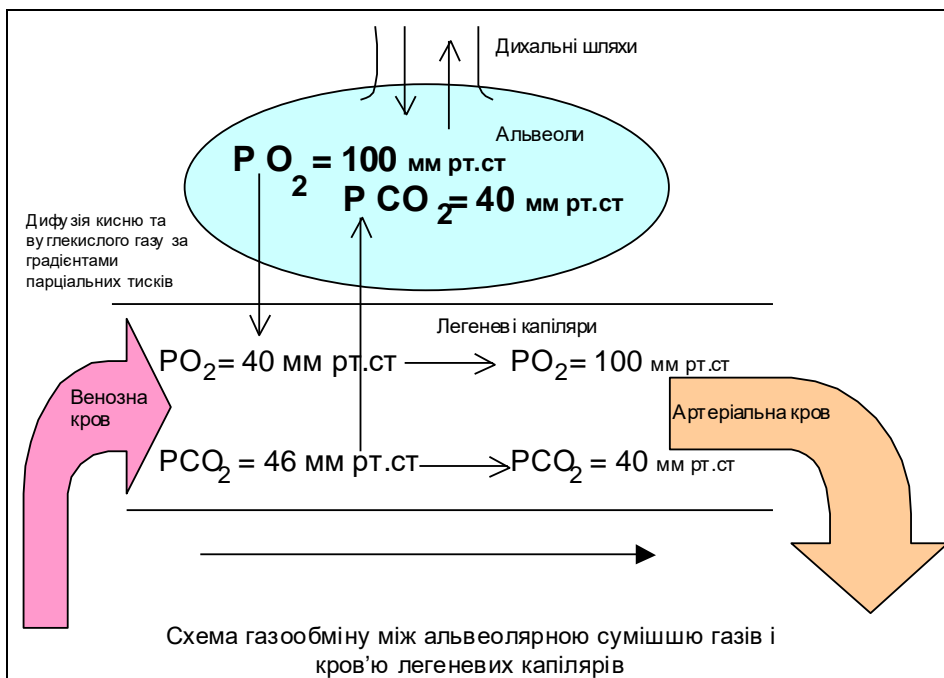 Дихальні шляхи
Альвеоли
P O2 = 100 мм рт.ст
P CO2= 40 мм рт.ст
Дифузія кисню та
вуглекислого газу за
градієнтами
парціальних тисків
Легеневі капіляри
PO2= 40 мм рт.ст
PO2= 100 мм рт.ст
Венозна
кров
Артеріальна кров
PCO2 = 46 мм рт.ст
PCO2 = 40 мм рт.ст
Схема газообміну між альвеолярною сумішшю газів і
кров’ю легеневих капілярів